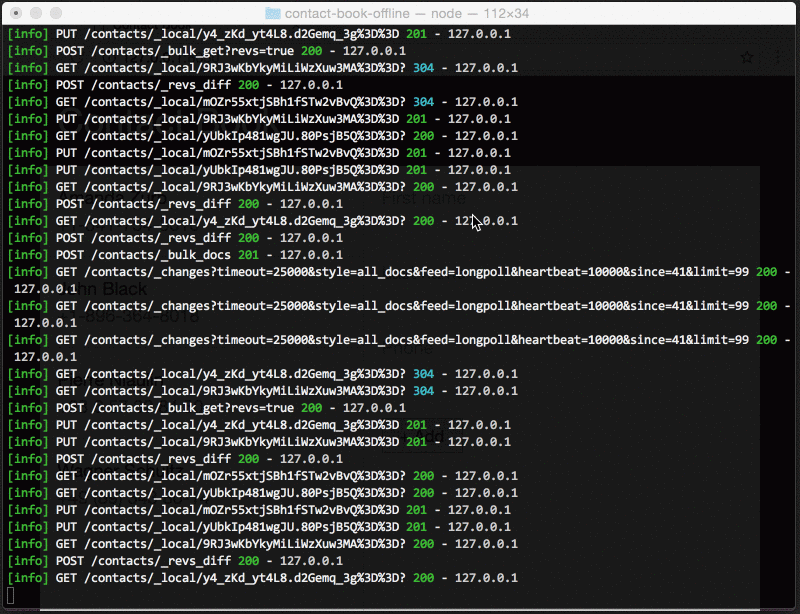 contact-book-offline — node — 112×34
[info] PUT /contacts/_local/y4_zKd_yt4L8.d2Gemq_3g%3D%3D 201 - 127.0.0.1
[info] POST /contacts/_bulk_get?revs=true 200 - 127.0.0.1
[info] GET /contacts/_local/9RJ3wKbYkyMiLiWzXuw3MA%3D%3D? 304 - 127.0.0.1
[info] POST /contacts/_revs_diff 200 - 127.0.0.1
[info] GET /contacts/_local/mOZr55xtjSBh1fSTw2vBvQ%3D%3D? 304 - 127.0.0.1
[info] PUT /contacts/_local/9RJ3wKbYkyMiLiWzXuw3MA%3D%3D 201 - 127.0.0.1
[info] GET /contacts/_local/yUbkIp481wgJU.80PsjB5Q%3D%3D? 200 - 127.0.0.1
[info] PUT /contacts/_local/mOZr55xtjSBh1fSTw2vBvQ%3D%3D 201 - 127.0.0.1
[info] PUT /contacts/_local/yUbkIp481wgJU.80PsjB5Q%3D%3D 201 - 127.0.0.1
[info] GET /contacts/_local/9RJ3wKbYkyMiLiWzXuw3MA%3D%3D? 200 - 127.0.0.1
First name
[info] POST /contacts/_revs_diff 200 - 127.0.0.1
[info] GET /contacts/_local/y4_zKd_yt4L8.d2Gemq_3g%3D%3D? 200 - 127.0.0.1
[info] POST /contacts/_revs_diff 200 - 127.0.0.1
[info] POST /contacts/_bulk_docs 201 - 127.0.0.1
[info] GET /contacts/_changes?timeout=25000&style=all_docs&feed=longpoll&heartbeat=10000&since=41&limit=99 200 -
127.0.0.1
John Black
[info] GET /contacts/_changes?timeout=25000&style=all_docs&feed=longpoll&heartbeat=10000&since=41&limit=99 200 -
127.0.0.1
[info] GET /contacts/_changes?timeout=25000&style=all_docs&feed=longpoll&heartbeat=10000&since=41&limit=99 200 -
127.0.0.1
[info] GET /contacts/_local/y4_zKd_yt4L8.d2Gemq_3g%3D%3D? 304 - 127.0.0.1
[info] GET /contacts/_local/9RJ3wKbYkyMiLiWzXuw3MA%3D%3D? 304 - 127.0.0.1
[info] POST /contacts/_bulk_get?revs=true 200 - 127.0.0.1
[info] PUT /contacts/_local/y4_zKd_yt4L8.d2Gemq_3g%3D%3D 201 - 127.0.0.1
[info] PUT /contacts/_local/9RJ3wKbYkyMiLiWzXuw3MA%3D%3D 201 - 127.0.0.1
[info] POST /contacts/_revs_diff 200 - 127.0.0.1
[info] GET /contacts/_local/mOZr55xtjSBh1fSTw2vBvQ%3D%3D? 200 - 127.0.0.1
[info] GET /contacts/_local/yUbkIp481wgJU.80PsjB5Q%3D%3D? 200 - 127.0.0.1
[info] PUT /contacts/_local/mOZr55xtjSBh1fSTw2vBvQ%3D%3D 201 - 127.0.0.1
[info] PUT /contacts/_local/yUbkIp481wgJU.80PsjB5Q%3D%3D 201 - 127.0.0.1
[info] GET /contacts/_local/9RJ3wKbYkyMiLiWzXuw3MA%3D%3D? 200 - 127.0.0.1
[info] POST /contacts/_revs_diff 200 - 127.0.0.1
[info] GET /contacts/_local/y4_zKd_yt4L8.d2Gemq_3g%3D%3D? 200 - 127.0.0.1